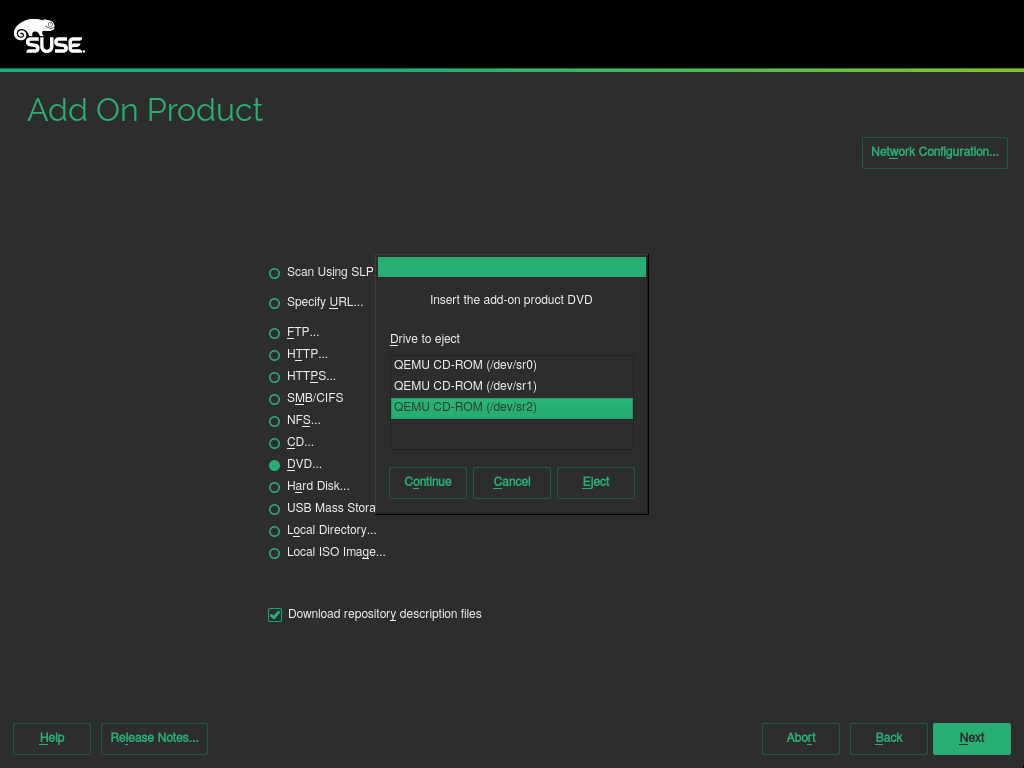 SUSE.
Add On Product
Network Configuration...
Scan Using SLP
Specify URL...
FTP...
HTTP...
HTTPS...
SMB/CIFS
NFS...
CD...
DVD...
Hard Disk...
USB Mass Stora
Local Directory...
Local ISO Image...
Insert the add-on product DVD
Drive to eject
QEMU CD-ROM (/dev/sr0)
QEMU CD-ROM (/dev/sr1)
QEMU CD-ROM (/dev/sr2)
Continue Cancel Eject
Download repository description files
Help Release Notes... Abort Back Next